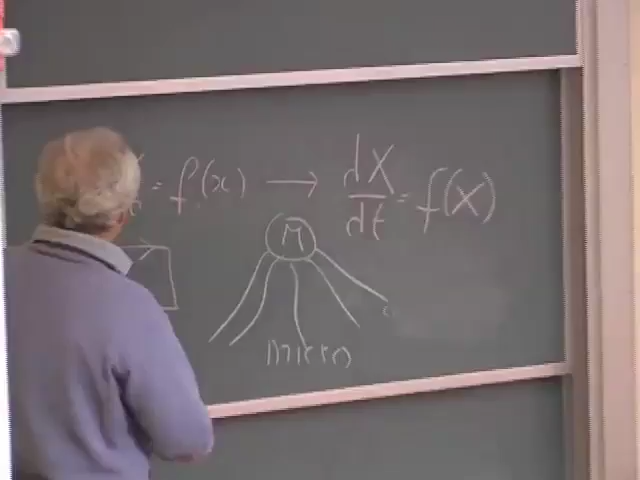 = f(x) → dX/dt = f(X)
M
micro